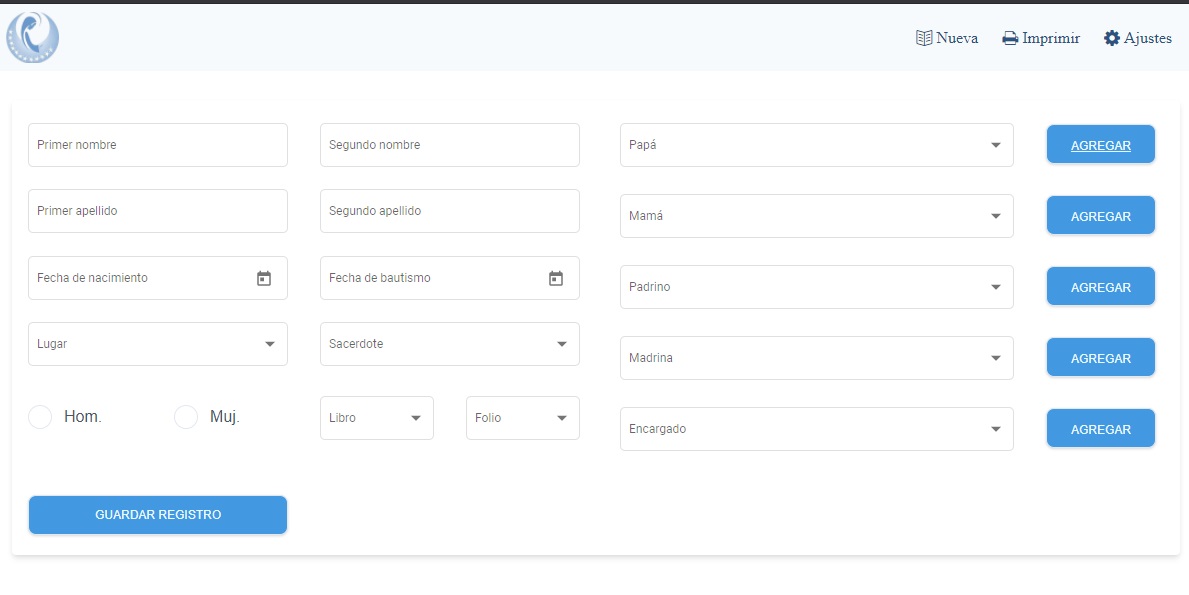 Nueva Imprimir Ajustes
Primer nombre Segundo nombre Papá AGREGAR
Primer apellido Segundo apellido Mamá AGREGAR
Fecha de nacimiento Fecha de bautismo Padrino AGREGAR
Lugar Sacerdote Madrina AGREGAR
Hom. Muj. Libro Folio Encargado AGREGAR
GUARDAR REGISTRO